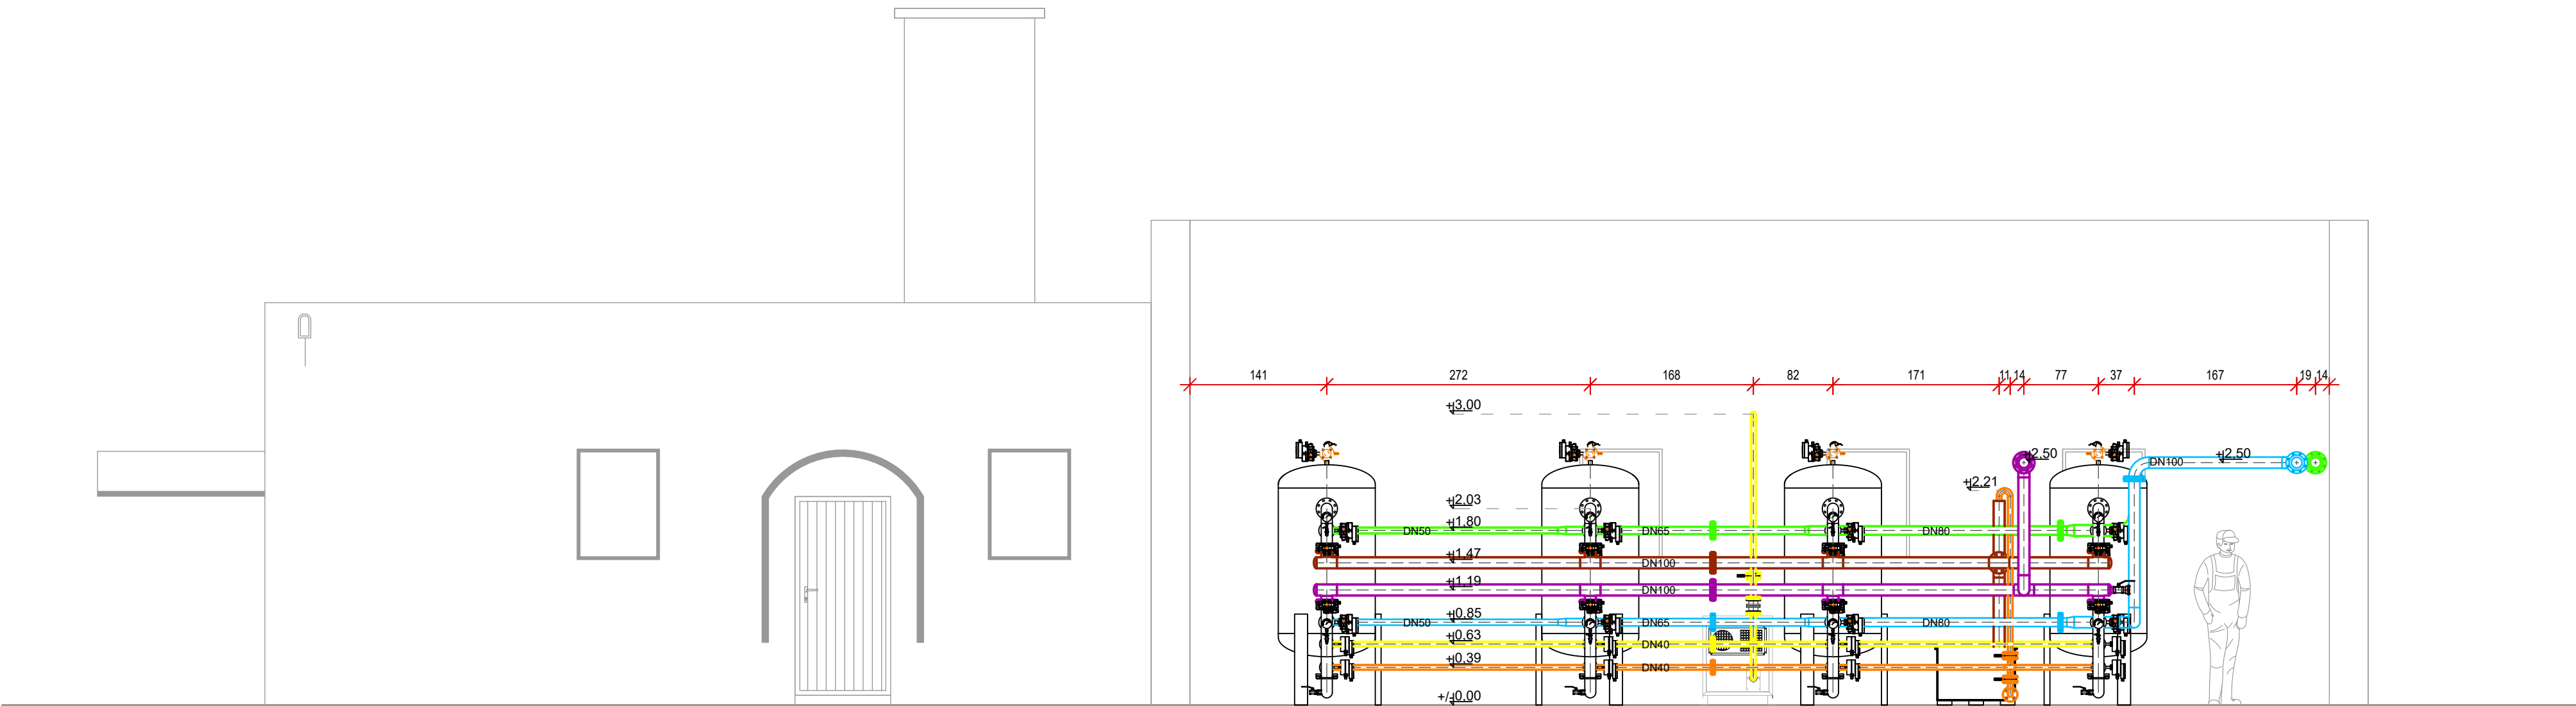 141 272 168 82 171 11 14 77 37 167 19 14
+3,00
+2,50 DN100 +2,50
+2,21
+2,03
+1,80
DN50 DN65 DN80
+1,47
DN100
+1,19
DN100
+0,85
DN50 DN65 DN80
+0,63
DN40
+0,39
DN40
+/-0,00